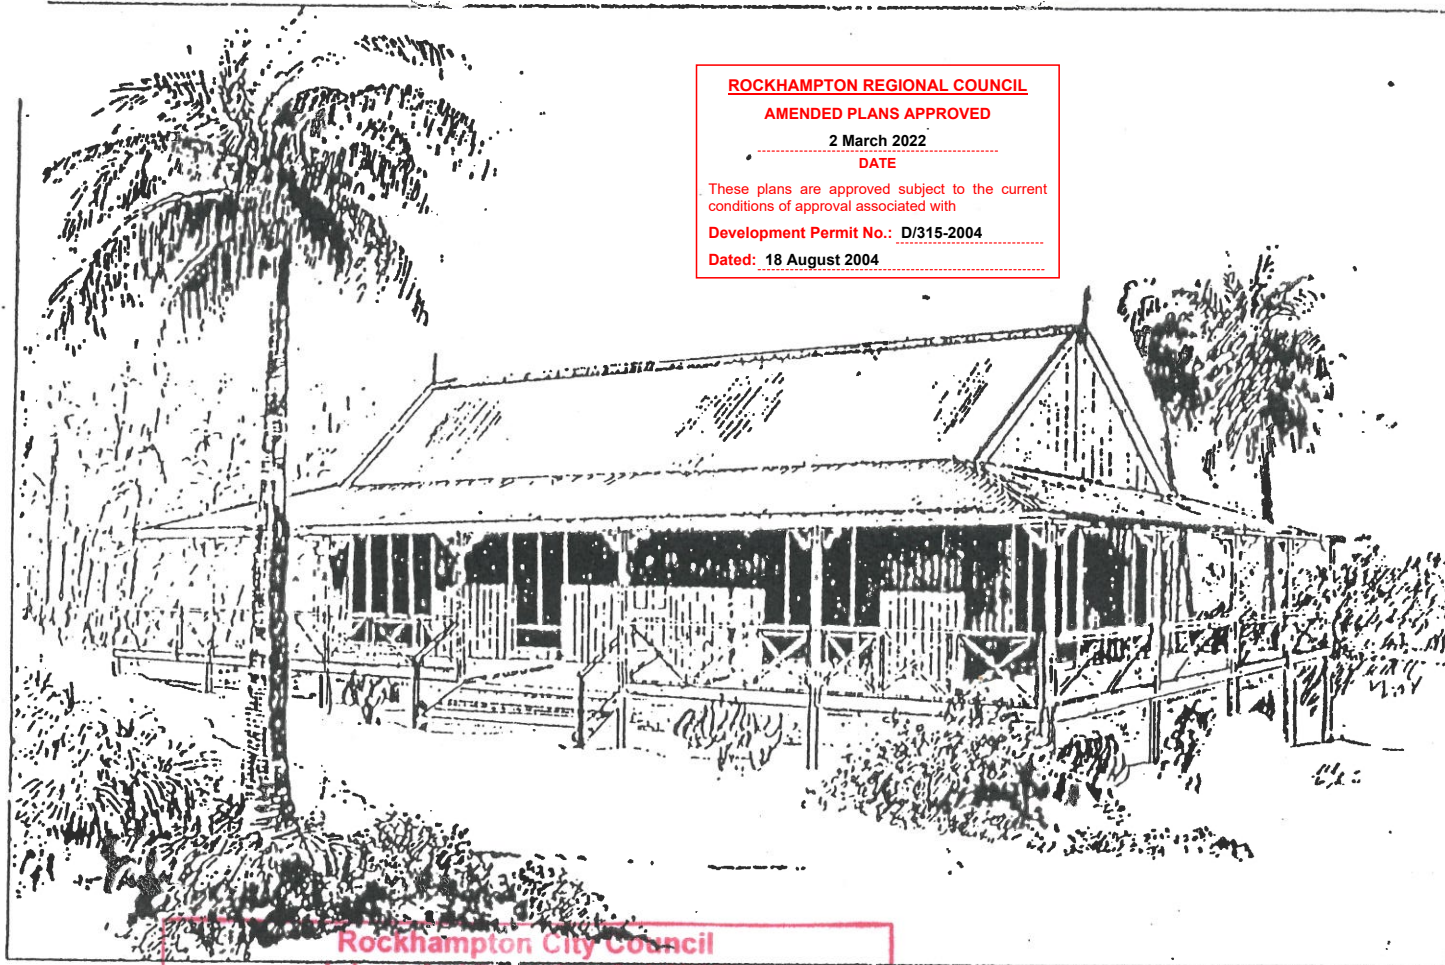 ROCKHAMPTON REGIONAL COUNCIL
AMENDED PLANS APPROVED
2 March 2022
DATE
These plans are approved subject to the current
conditions of approval associated with
Development Permit No.: D/315-2004
Dated: 18 August 2004
Rockhampton City Council